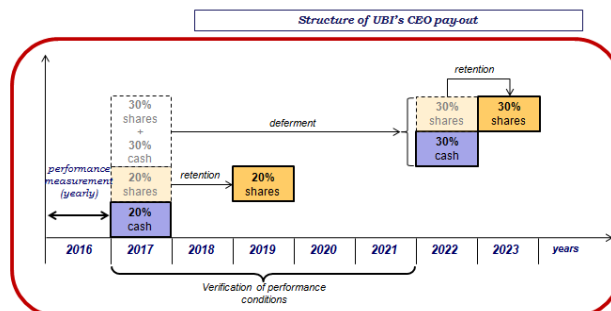 Structure of UBI's CEO pay-out
retention
30%
shares
+
30%
cash
30%
shares
30%
shares
deferment
30%
cash
performance
measurement
(yearly)
20%
shares
retention
20%
shares
20%
cash
2016 2017 2018 2019 2020 2021 2022 2023 years
Verification of performance
conditions